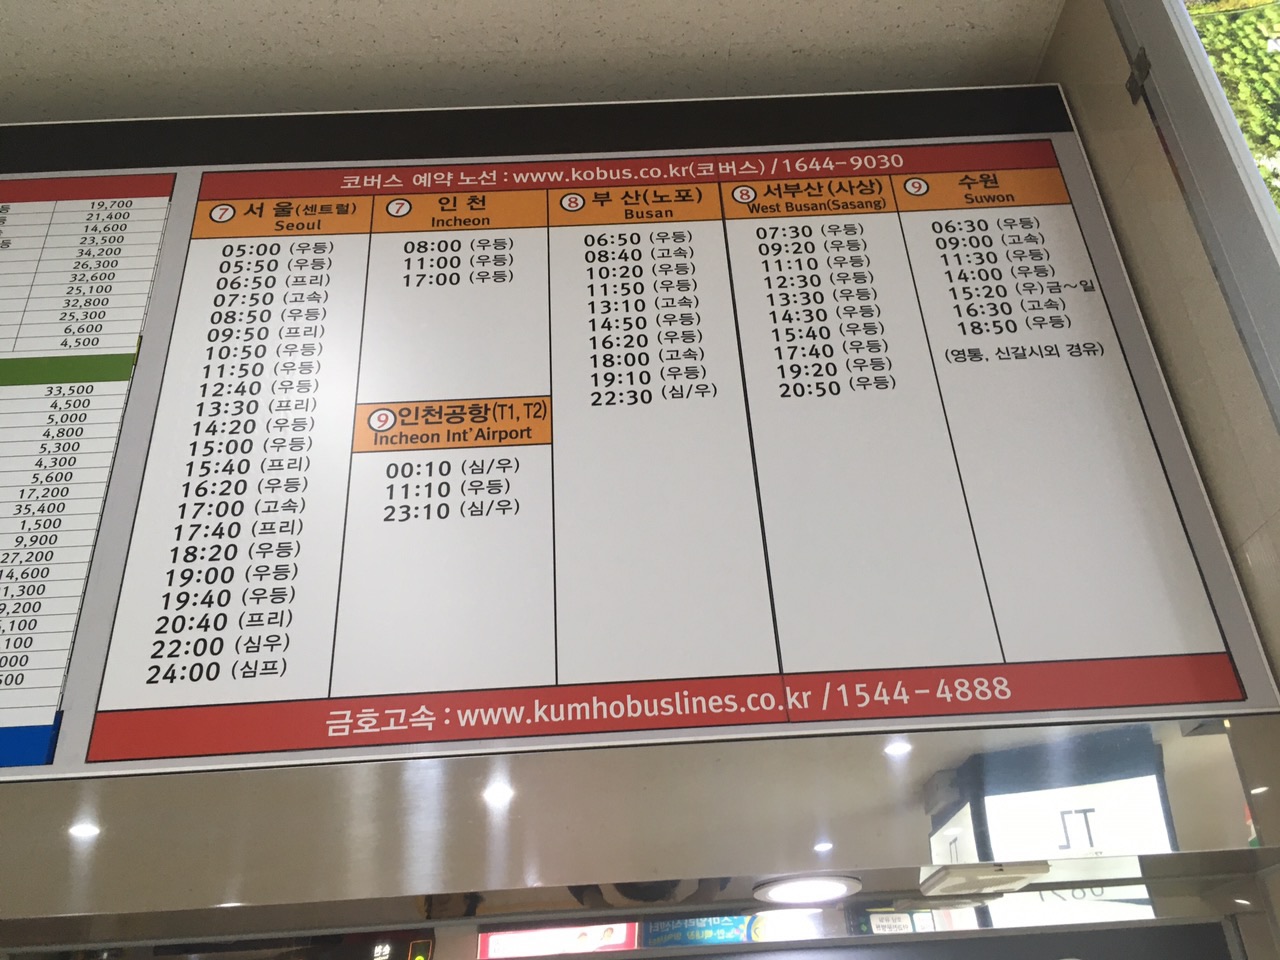 코버스 예약 노선 : www.kobus.co.kr(코버스) / 1644-9030
⑦ 서 울(센트럴)
Seoul
05:00 (우등)
05:50 (우등)
06:50 (프리)
07:50 (고속)
08:50 (우등)
09:50 (프리)
10:50 (우등)
11:50 (우등)
12:40 (우등)
13:30 (프리)
14:20 (우등)
15:00 (우등)
15:40 (프리)
16:20 (우등)
17:00 (고속)
17:40 (프리)
18:20 (우등)
19:00 (우등)
19:40 (우등)
20:40 (프리)
22:00 (심우)
24:00 (심프)
⑦ 인 천
Incheon
08:00 (우등)
11:00 (우등)
17:00 (우등)
⑨ 인천공항(T1, T2)
Incheon Int' Airport
00:10 (심/우)
11:10 (우등)
23:10 (심/우)
⑧ 부 산(노포)
Busan
06:50 (우등)
08:40 (고속)
10:20 (우등)
11:50 (우등)
13:10 (고속)
14:50 (우등)
16:20 (우등)
18:00 (고속)
19:10 (우등)
22:30 (심/우)
⑧ 서부산(사상)
West Busan(Sasang)
07:30 (우등)
09:20 (우등)
11:10 (우등)
12:30 (우등)
13:30 (우등)
14:30 (우등)
15:40 (우등)
17:40 (우등)
19:20 (우등)
20:50 (우등)
⑨ 수원
Suwon
06:30 (우등)
09:00 (고속)
11:30 (우등)
14:00 (우등)
15:20 (우)금~일
16:30 (고속)
18:50 (우등)
(영통, 신갈시외 경유)
금호고속 : www.kumhobuslines.co.kr / 1544-4888
19,700
21,400
14,600
23,500
34,200
26,300
32,600
25,100
32,800
25,300
6,600
4,500
33,500
4,500
5,000
4,800
5,300
4,300
5,600
17,200
35,400
1,500
9,900
27,200
14,600